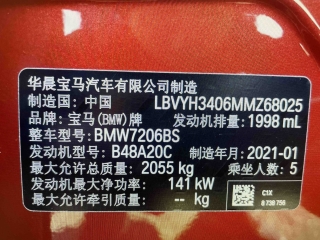 华晨宝马汽车有限公司制造
制造国：中国 LBVYH3406MMZ68025
品牌：宝马(BMW)牌 发动机排量：1998 mL
整车型号：BMW7206BS
发动机型号：B48A20C 制造年月：2021-01
最大允许总质量：2055 kg 乘坐人数：5
发动机最大净功率：141 kW
最大允许牵引质量：-- kg
C1X
8 738 756